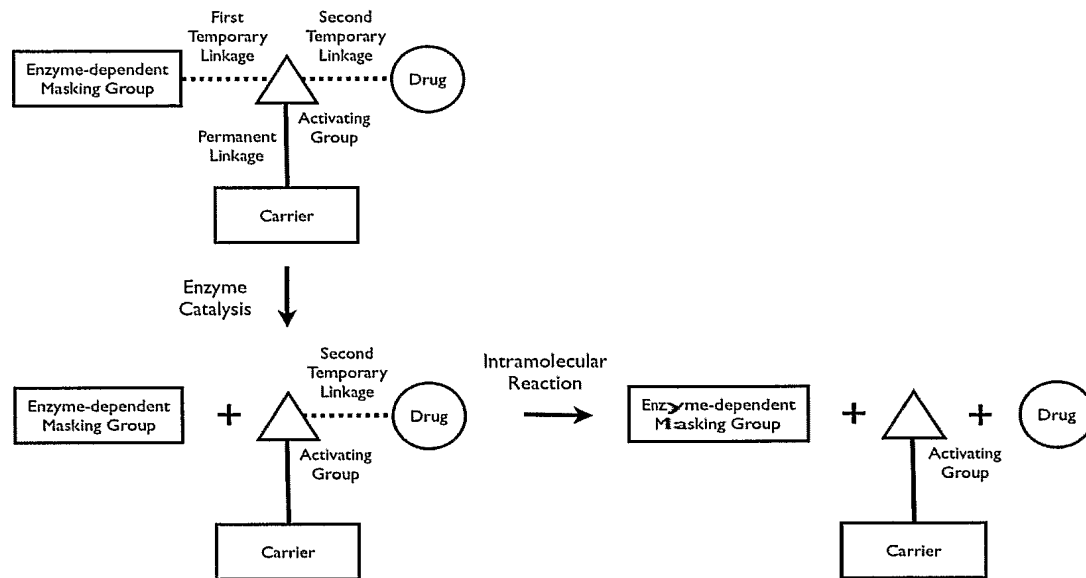 First
Temporary
Linkage
Second
Temporary
Linkage
Enzyme-dependent
Masking Group
Drug
Activating
Group
Permanent
Linkage
Carrier
Enzyme
Catalysis
Second
Temporary
Linkage
Intramolecular
Reaction
Enzyme-dependent
Masking Group
+
Drug
Activating
Group
Carrier
Enzyme-dependent
Masking Group
+
+
Drug
Activating
Group
Carrier